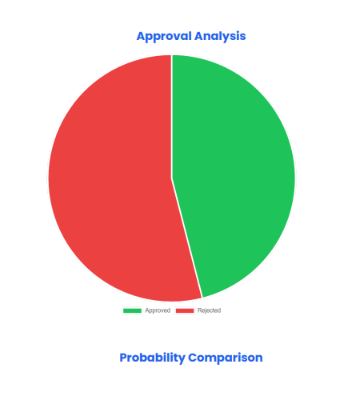 Approval Analysis
Approved Rejected
Probability Comparison